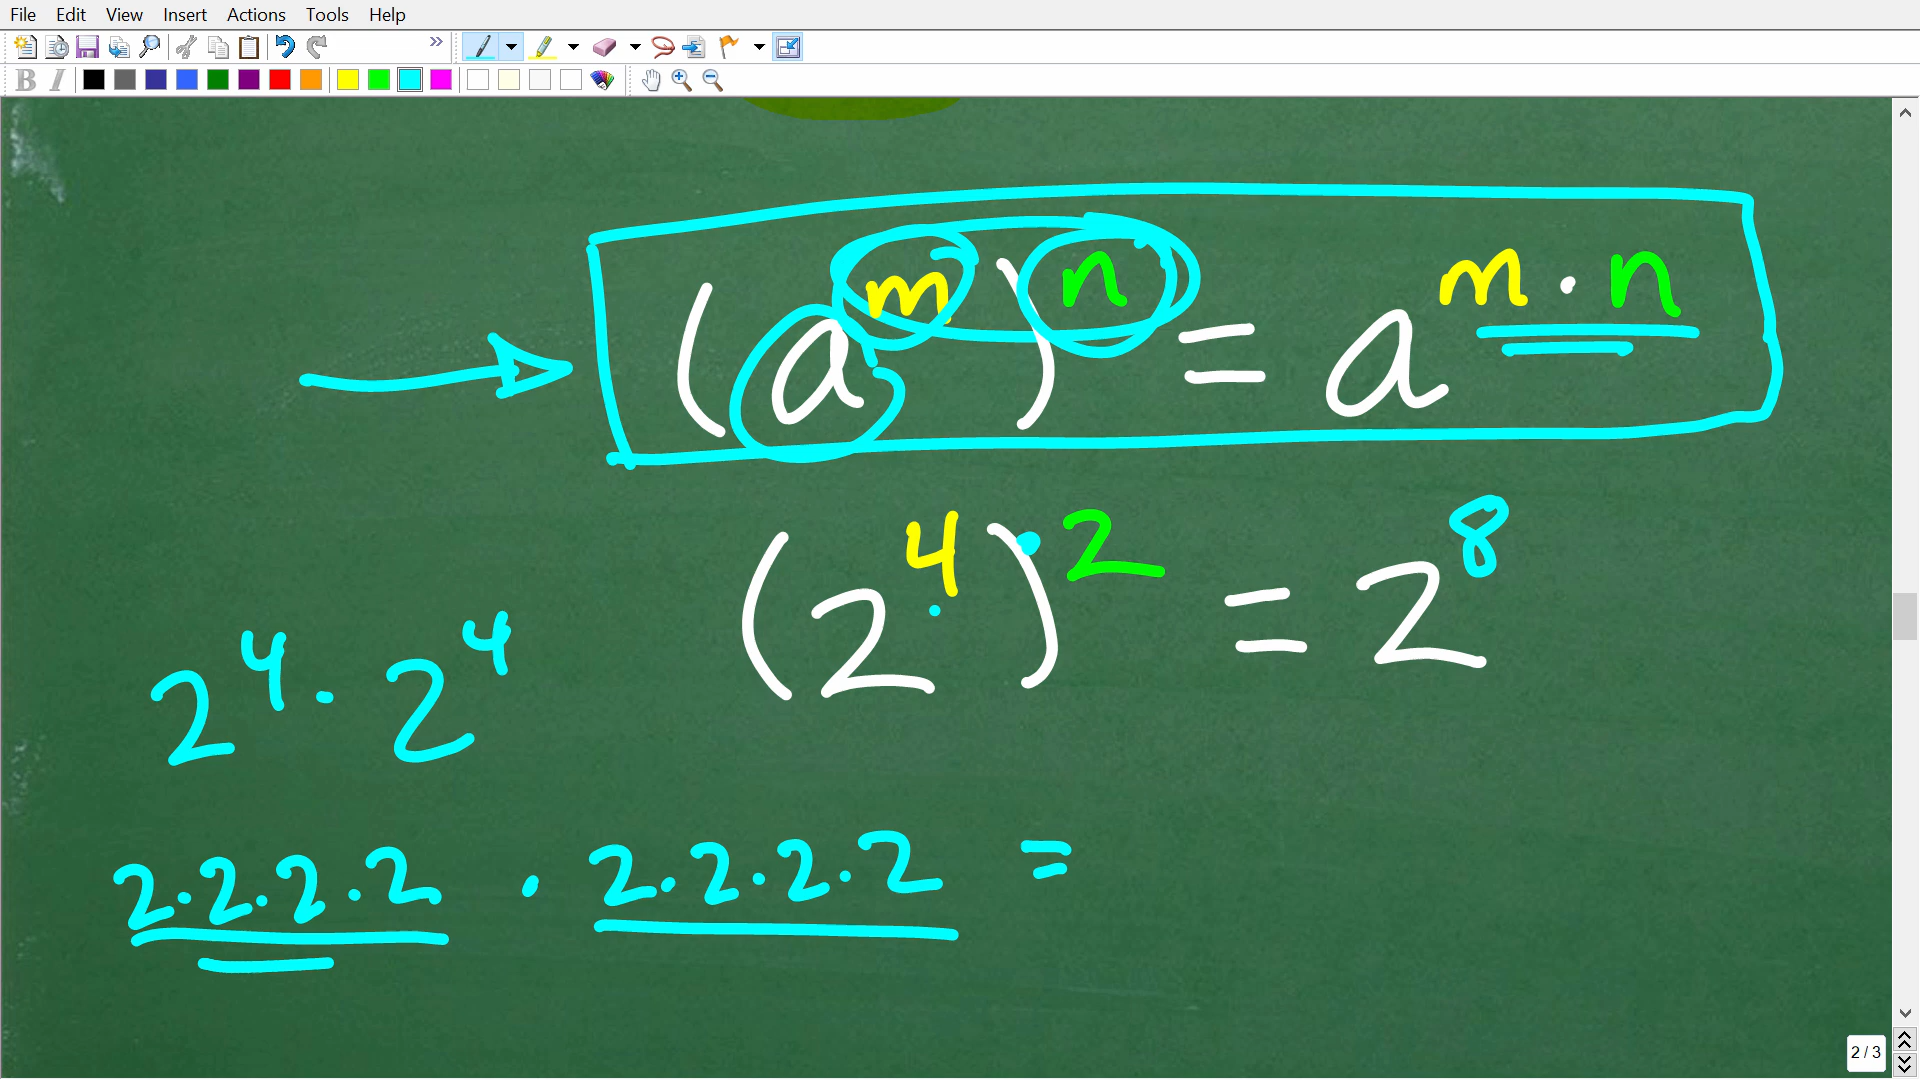 File Edit View Insert Actions Tools Help
B I
(a^m)^n = a^m·n
(2^4)^2 = 2^8
2^4 · 2^4
2·2·2·2 · 2·2·2·2 =
2 / 3